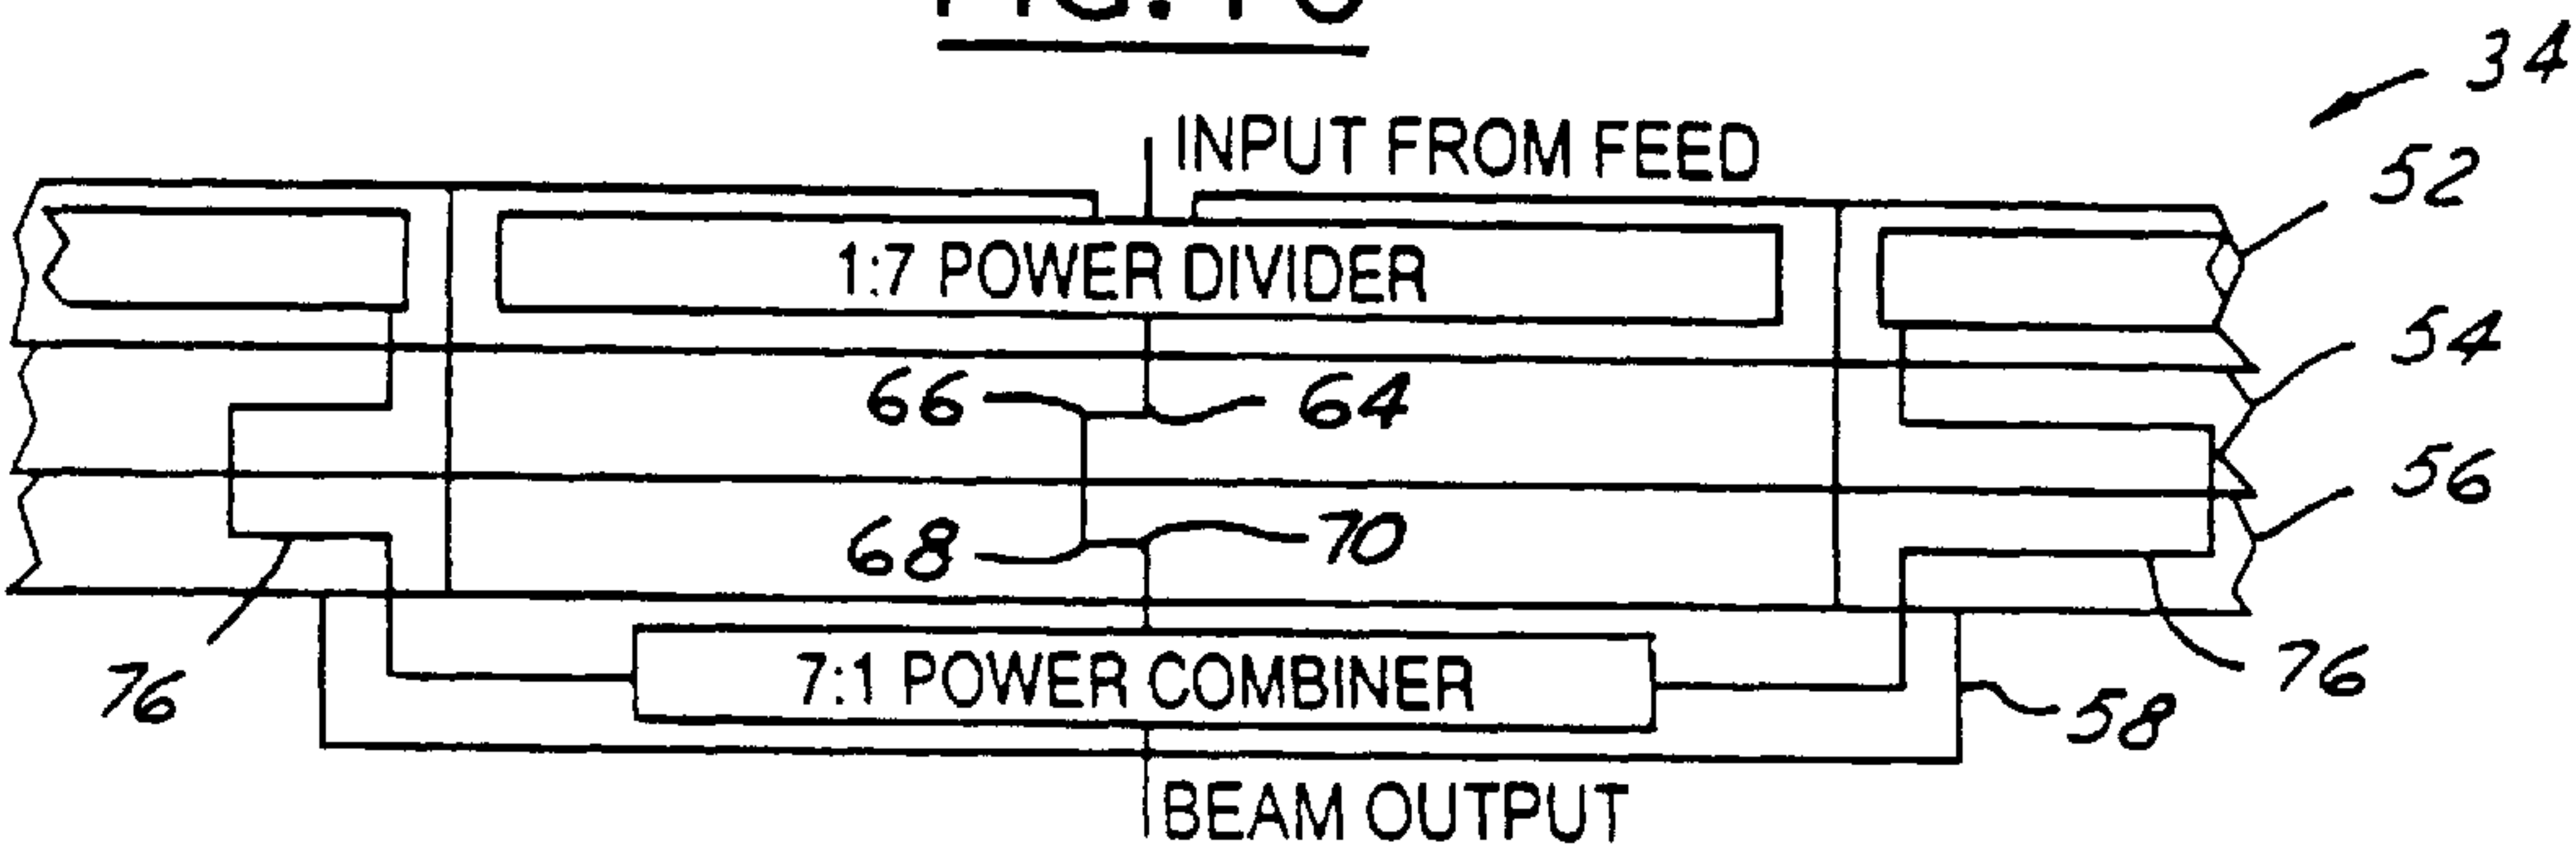 34
INPUT FROM FEED
52
1:7 POWER DIVIDER
54
66
64
56
68
70
76
7:1 POWER COMBINER
58
76
BEAM OUTPUT